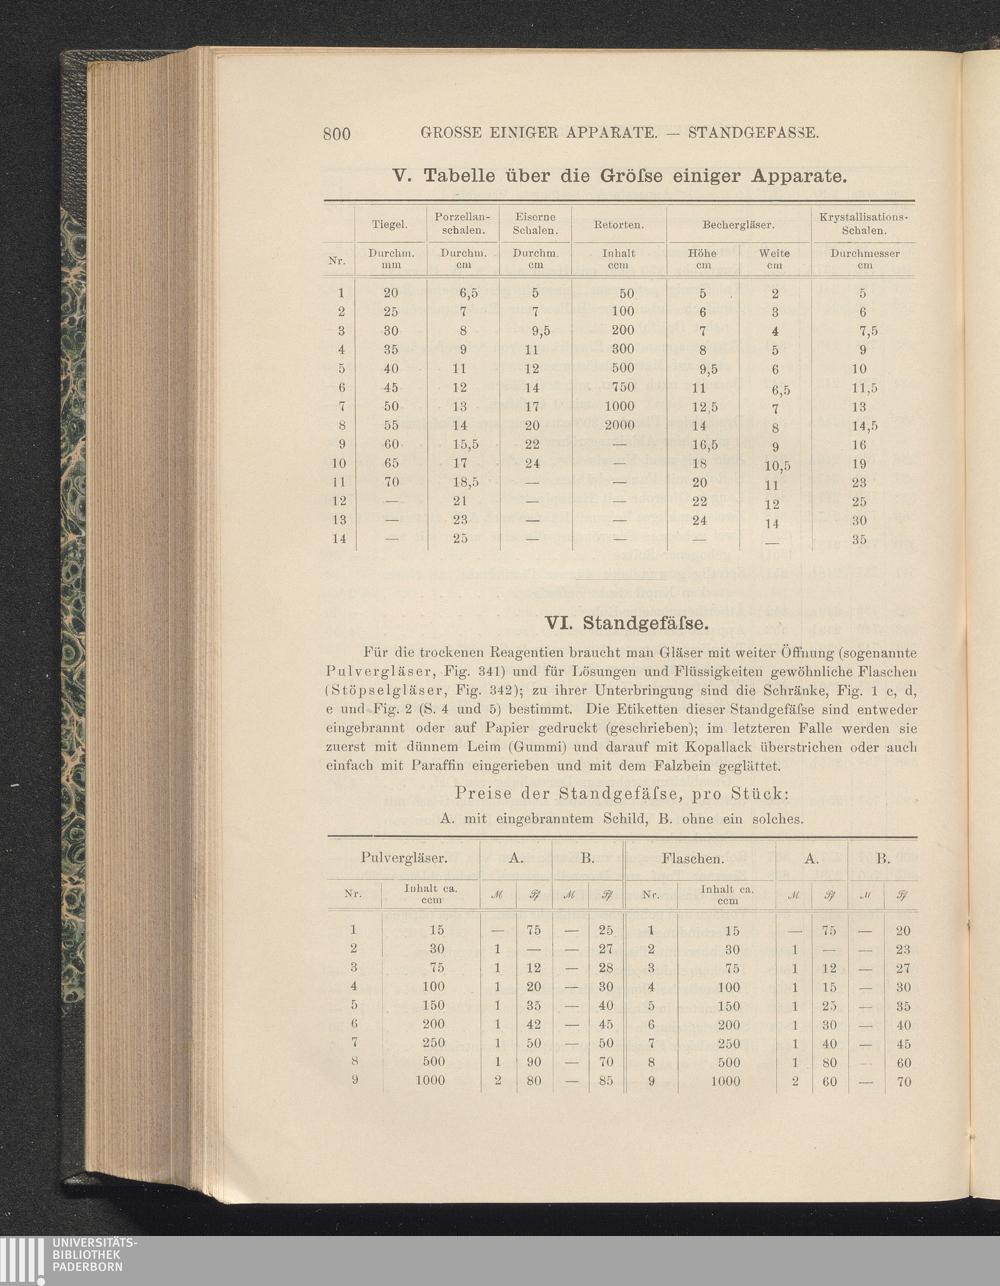 800 GROSSE EINIGER APPARATE. — STANDGEFASSE.
V. Tabelle über die Gröſse einiger Apparate.
Tiegel. Porzellan- Eiserne Retorten. Bechergläser. Krystallisations-
schalen. Schalen. Schalen.
Nr. Durchm. Durchm. Durchm. Inhalt Höhe Weite Durchmesser
mm cm cm ccm cm cm cm
1 20 6,5 5 50 5 2 5
2 25 7 7 100 6 3 6
3 30 8 9,5 200 7 4 7,5
4 35 9 11 300 8 5 9
5 40 11 12 500 9,5 6 10
6 45 12 14 750 11 6,5 11,5
7 50 13 17 1000 12,5 7 13
8 55 14 20 2000 14 8 14,5
9 60 15,5 22 — 16,5 9 16
10 65 17 24 — 18 10,5 19
11 70 18,5 — — 20 11 23
12 — 21 — — 22 12 25
13 — 23 — — 24 14 30
14 — 25 — — — — 35
VI. Standgefäſse.
Für die trockenen Reagentien braucht man Gläser mit weiter Öffnung (sogenannte
Pulvergläser, Fig. 341) und für Lösungen und Flüssigkeiten gewöhnliche Flaschen
(Stöpselgläser, Fig. 342); zu ihrer Unterbringung sind die Schränke, Fig. 1 c, d,
e und Fig. 2 (S. 4 und 5) bestimmt. Die Etiketten dieser Standgefäſse sind entweder
eingebrannt oder auf Papier gedruckt (geschrieben); im letzteren Falle werden sie
zuerst mit dünnem Leim (Gummi) und darauf mit Kopallack überstrichen oder auch
einfach mit Paraffin eingerieben und mit dem Falzbein geglättet.
Preise der Standgefäſse, pro Stück:
A. mit eingebranntem Schild, B. ohne ein solches.
Pulvergläser. A. B. Flaschen. A. B.
Nr. Inhalt ca. ℳ ₰ ℳ ₰ Nr. Inhalt ca. ℳ ₰ ℳ ₰
ccm ccm
1 15 — 75 — 25 1 15 — 75 — 20
2 30 1 — — 27 2 30 1 — — 23
3 75 1 12 — 28 3 75 1 12 — 27
4 100 1 20 — 30 4 100 1 15 — 30
5 150 1 35 — 40 5 150 1 25 — 35
6 200 1 42 — 45 6 200 1 30 — 40
7 250 1 50 — 50 7 250 1 40 — 45
8 500 1 90 — 70 8 500 1 80 — 60
9 1000 2 80 — 85 9 1000 2 60 — 70
UNIVERSITÄTS-
BIBLIOTHEK
PADERBORN